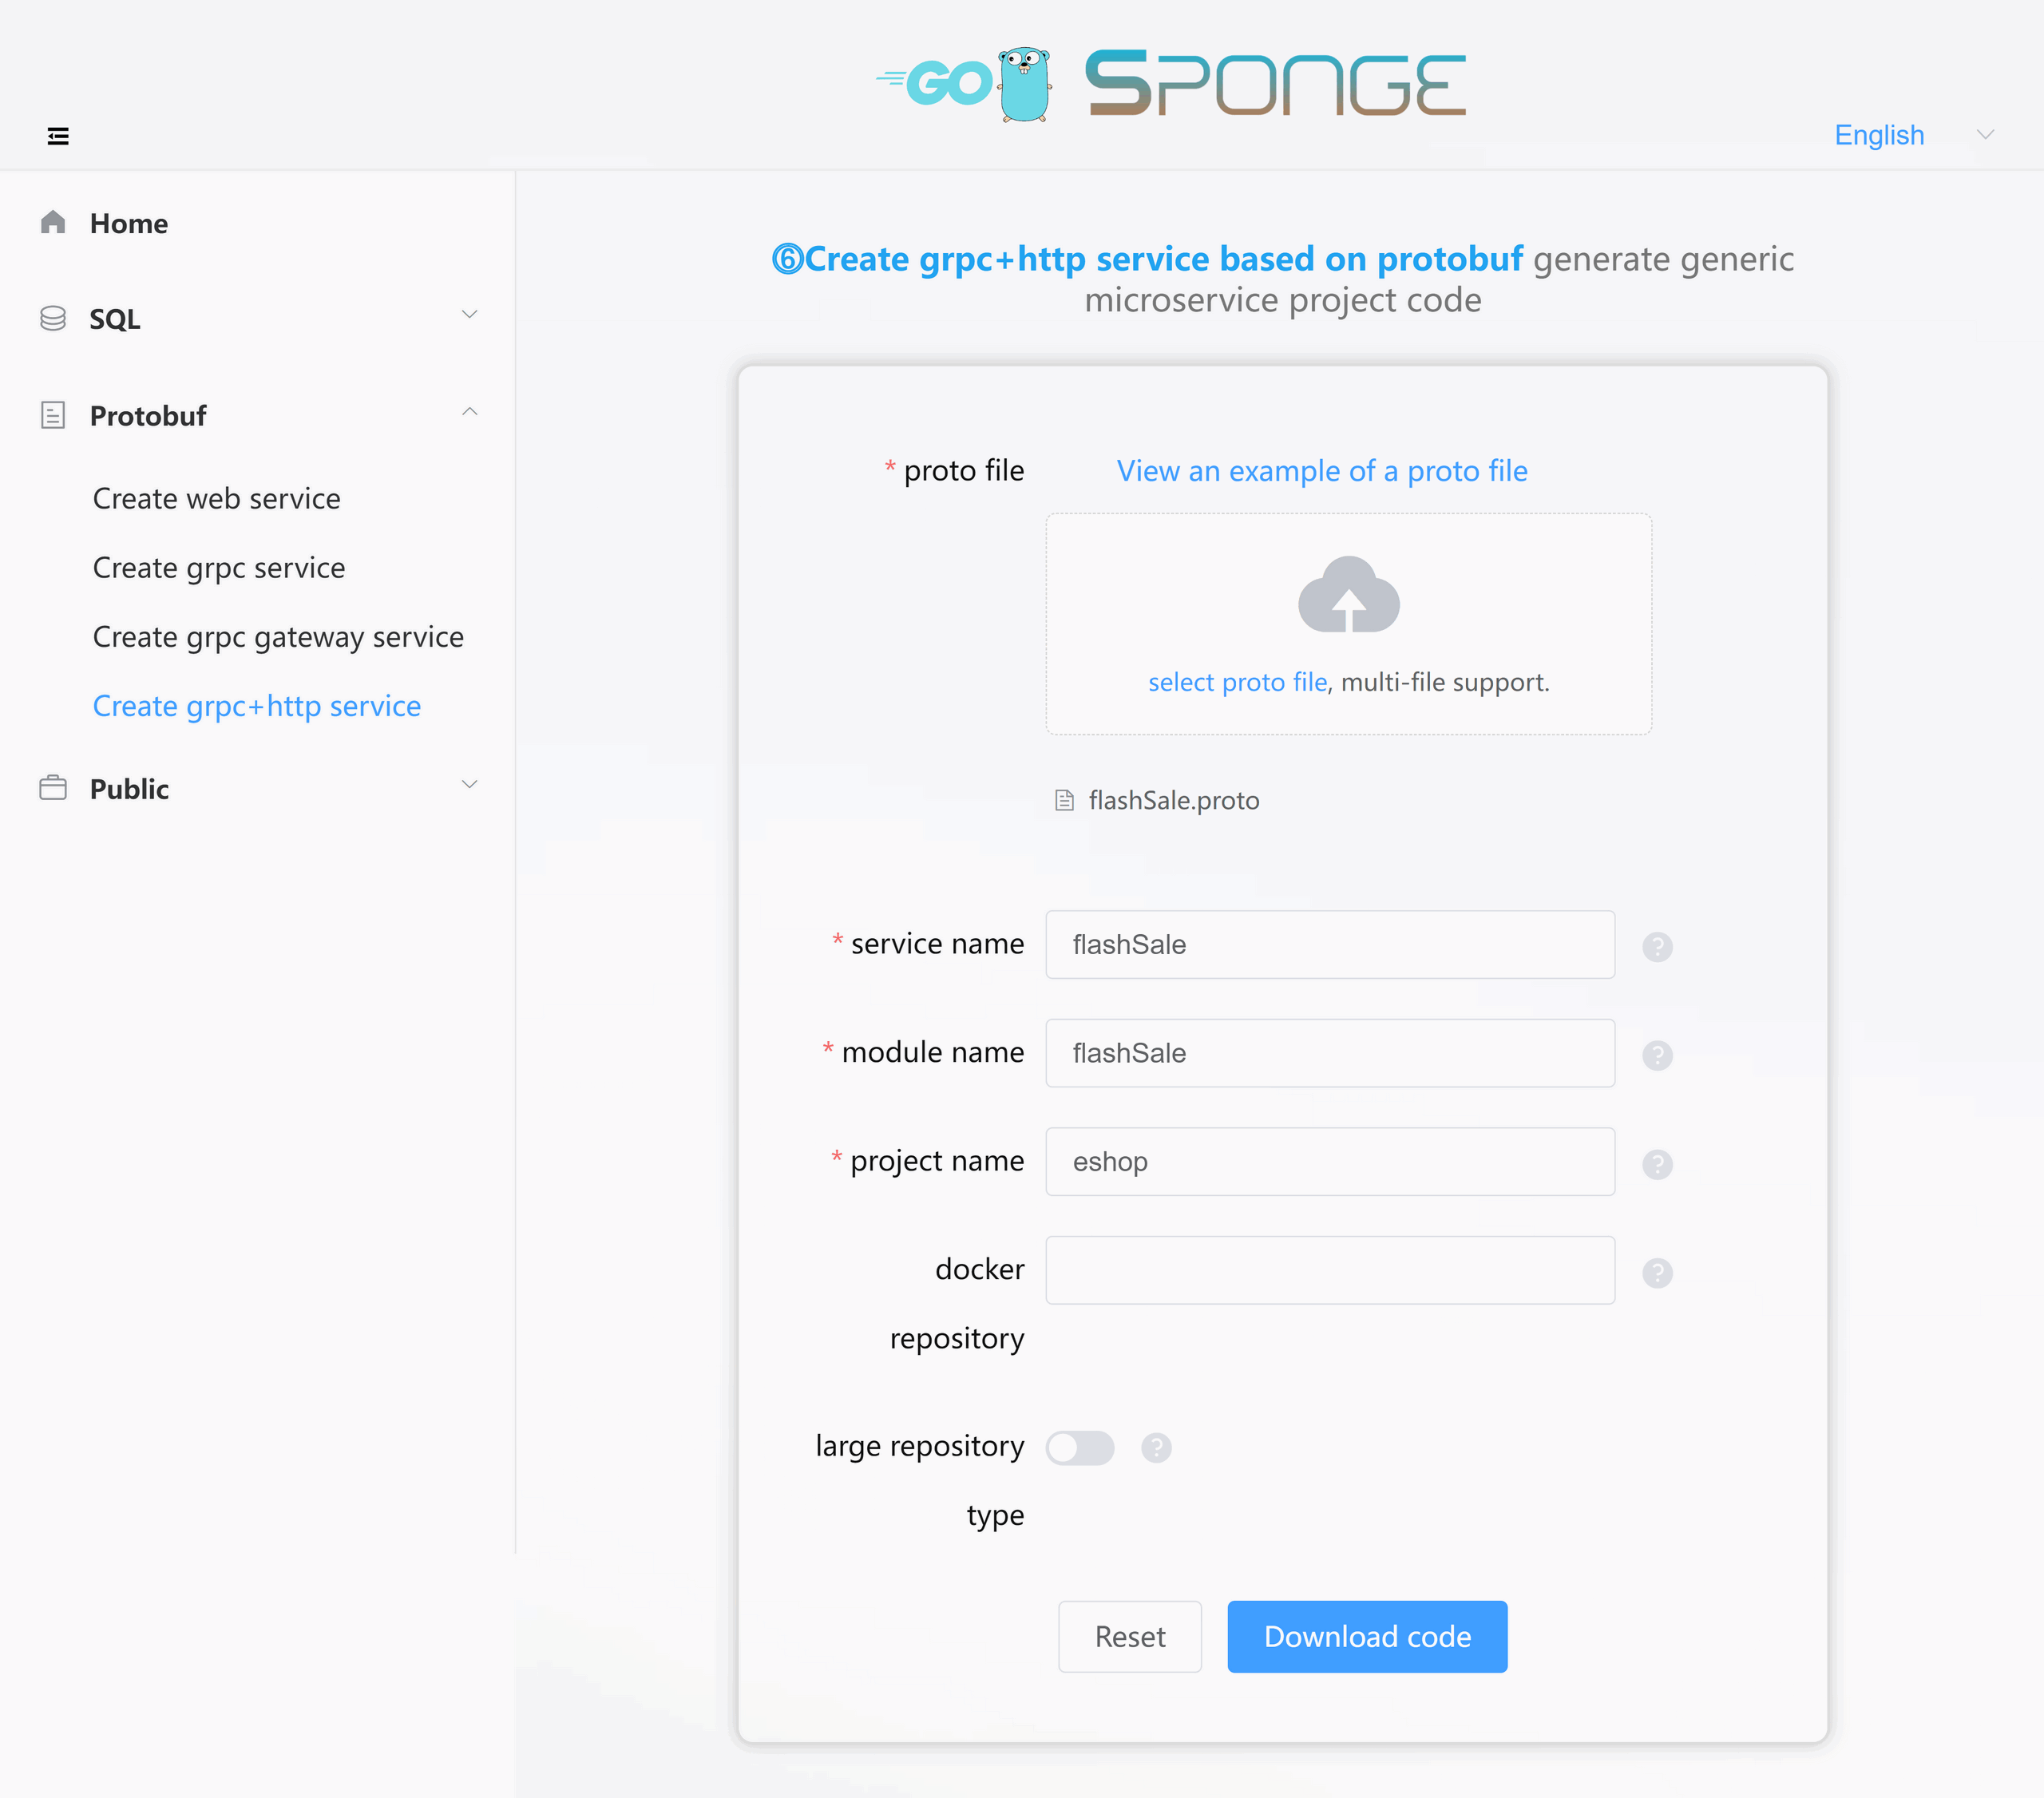 GO SPONGE
English
Home
SQL
Protobuf
Create web service
Create grpc service
Create grpc gateway service
Create grpc+http service
Public
⑥Create grpc+http service based on protobuf generate generic
microservice project code
* proto file
View an example of a proto file
select proto file, multi-file support.
flashSale.proto
* service name
flashSale
?
* module name
flashSale
?
* project name
eshop
?
docker
repository
?
large repository
type
?
Reset
Download code